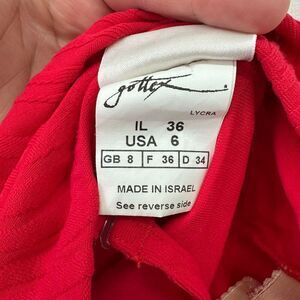 gottex
LYCRA
IL 36
USA 6
GB 8 F 36 D 34
MADE IN ISRAEL
See reverse side